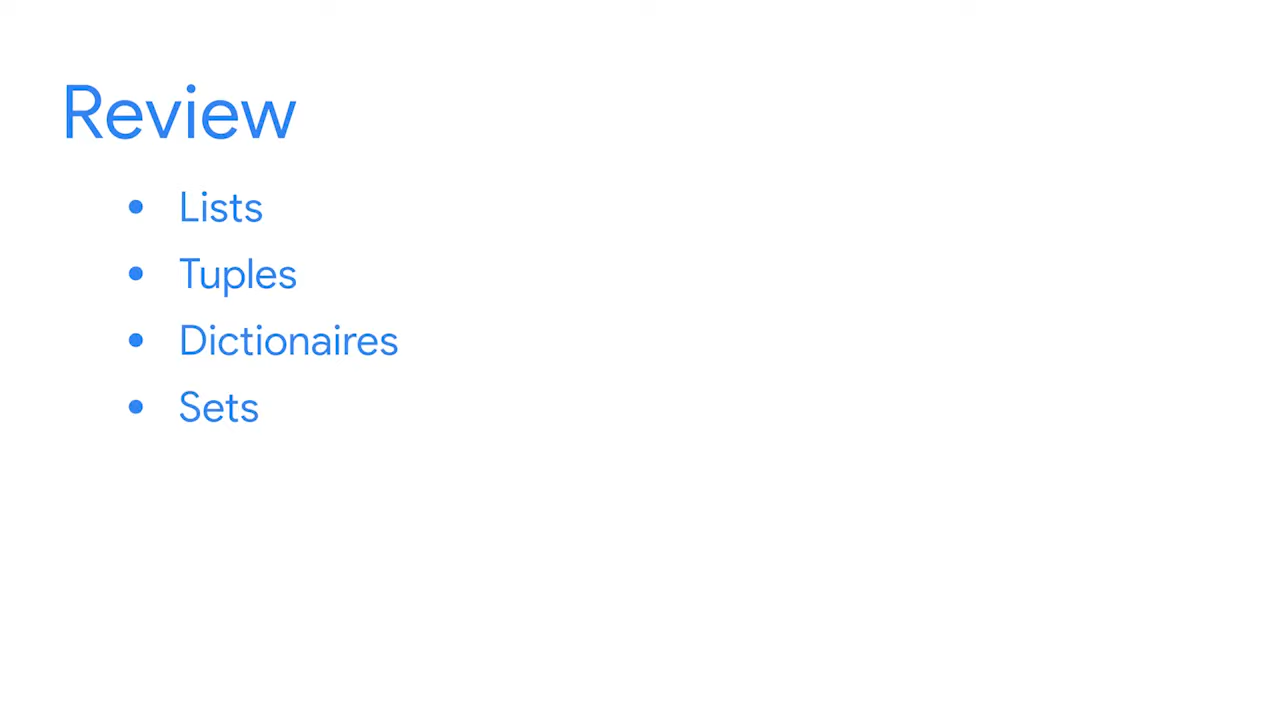 Review
• Lists
• Tuples
• Dictionaires
• Sets